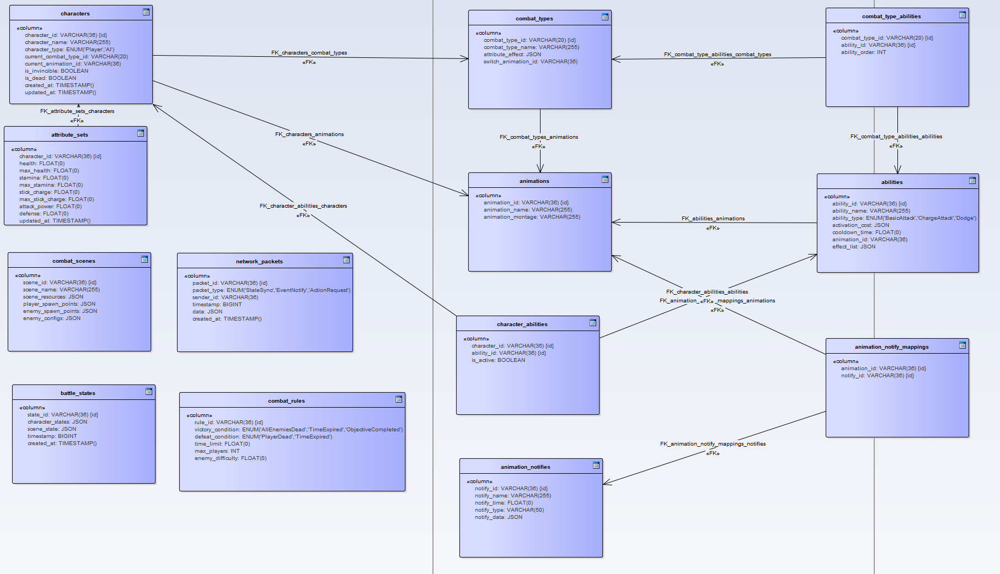 characters
«column»
character_id: VARCHAR(36) {id}
character_name: VARCHAR(255)
character_type: ENUM('Player','AI')
current_combat_type_id: VARCHAR(20)
current_animation_id: VARCHAR(36)
is_invincible: BOOLEAN
is_dead: BOOLEAN
created_at: TIMESTAMP()
updated_at: TIMESTAMP()
FK_characters_combat_types
«FK»
combat_types
«column»
combat_type_id: VARCHAR(20) {id}
combat_type_name: VARCHAR(255)
attribute_effect: JSON
switch_animation_id: VARCHAR(36)
FK_combat_type_abilities_combat_types
«FK»
combat_type_abilities
«column»
combat_type_id: VARCHAR(20) {id}
ability_id: VARCHAR(36) {id}
ability_order: INT
FK_attribute_sets_characters
«FK»
attribute_sets
«column»
character_id: VARCHAR(36) {id}
health: FLOAT(0)
max_health: FLOAT(0)
stamina: FLOAT(0)
max_stamina: FLOAT(0)
stick_charge: FLOAT(0)
max_stick_charge: FLOAT(0)
attack_power: FLOAT(0)
defense: FLOAT(0)
updated_at: TIMESTAMP()
FK_characters_animations
«FK»
FK_combat_types_animations
«FK»
FK_combat_type_abilities_abilities
«FK»
animations
«column»
animation_id: VARCHAR(36) {id}
animation_name: VARCHAR(255)
animation_montage: VARCHAR(255)
FK_abilities_animations
«FK»
abilities
«column»
ability_id: VARCHAR(36) {id}
ability_name: VARCHAR(255)
ability_type: ENUM('BasicAttack','ChargeAttack','Dodge')
activation_cost: JSON
cooldown_time: FLOAT(0)
animation_id: VARCHAR(36)
effect_list: JSON
FK_character_abilities_characters
«FK»
combat_scenes
«column»
scene_id: VARCHAR(36) {id}
scene_name: VARCHAR(255)
scene_resources: JSON
player_spawn_points: JSON
enemy_spawn_points: JSON
enemy_configs: JSON
network_packets
«column»
packet_id: VARCHAR(36) {id}
packet_type: ENUM('StateSync','EventNotify','ActionRequest')
sender_id: VARCHAR(36)
timestamp: BIGINT
data: JSON
created_at: TIMESTAMP()
FK_character_abilities_abilities
FK_animation_«FK»_mappings_animations
«FK»
character_abilities
«column»
character_id: VARCHAR(36) {id}
ability_id: VARCHAR(36) {id}
is_active: BOOLEAN
animation_notify_mappings
«column»
animation_id: VARCHAR(36) {id}
notify_id: VARCHAR(36) {id}
battle_states
«column»
state_id: VARCHAR(36) {id}
character_states: JSON
scene_state: JSON
timestamp: BIGINT
created_at: TIMESTAMP()
combat_rules
«column»
rule_id: VARCHAR(36) {id}
victory_condition: ENUM('AllEnemiesDead','TimeExpired','ObjectiveCompleted')
defeat_condition: ENUM('PlayerDead','TimeExpired')
time_limit: FLOAT(0)
max_players: INT
enemy_difficulty: FLOAT(0)
FK_animation_notify_mappings_notifies
«FK»
animation_notifies
«column»
notify_id: VARCHAR(36) {id}
notify_name: VARCHAR(255)
notify_time: FLOAT(0)
notify_type: VARCHAR(50)
notify_data: JSON